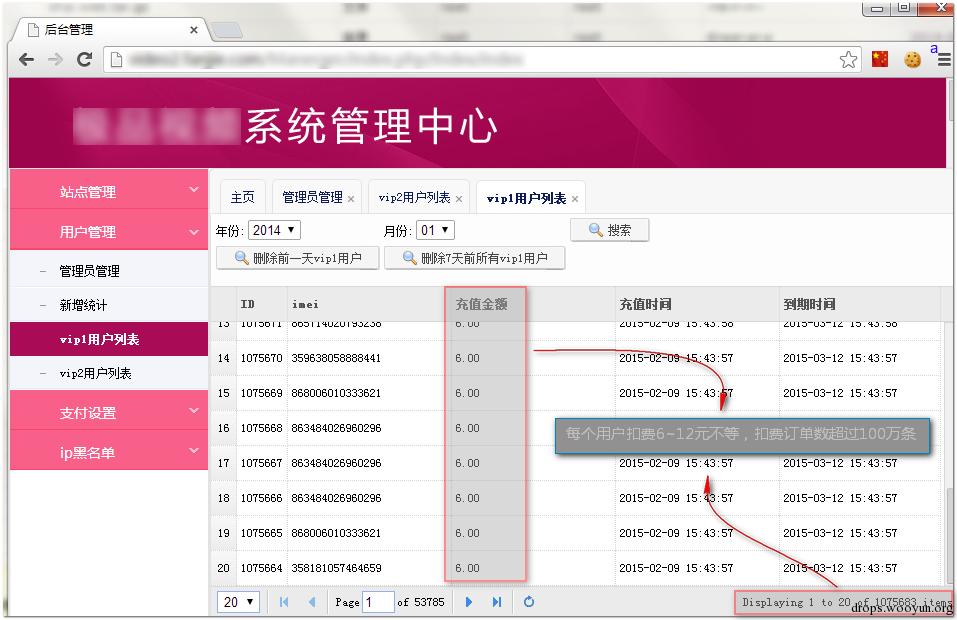 后台管理
a
系统管理中心
站点管理
用户管理
管理员管理
新增统计
vip1用户列表
vip2用户列表
支付设置
ip黑名单
主页 管理员管理 × vip2用户列表 × vip1用户列表 ×
年份: 2014 月份: 01 搜索
删除前一天vip1用户 删除7天前所有vip1用户
ID imei 充值金额 充值时间 到期时间
13 1075671 865714020793238 6.00 2015-02-09 15:43:58 2015-03-12 15:43:58
14 1075670 359638058888441 6.00 2015-02-09 15:43:57 2015-03-12 15:43:57
15 1075669 868006010333621 6.00 2015-02-09 15:43:57 2015-03-12 15:43:57
16 1075668 863484026960296
每个用户扣费6-12元不等，扣费订单数超过100万条
17 1075667 863484026960296 6.00 2015-02-09 15:43:57 2015-03-12 15:43:57
18 1075666 863484026960296 6.00 2015-02-09 15:43:57 2015-03-12 15:43:57
19 1075665 868006010333621 6.00 2015-02-09 15:43:57 2015-03-12 15:43:57
20 1075664 358181057464659 6.00 2015-02-09 15:43:57 2015-03-12 15:43:57
20 Page 1 of 53785 Displaying 1 to 20 of 1075683 items
drops.wooyun.org